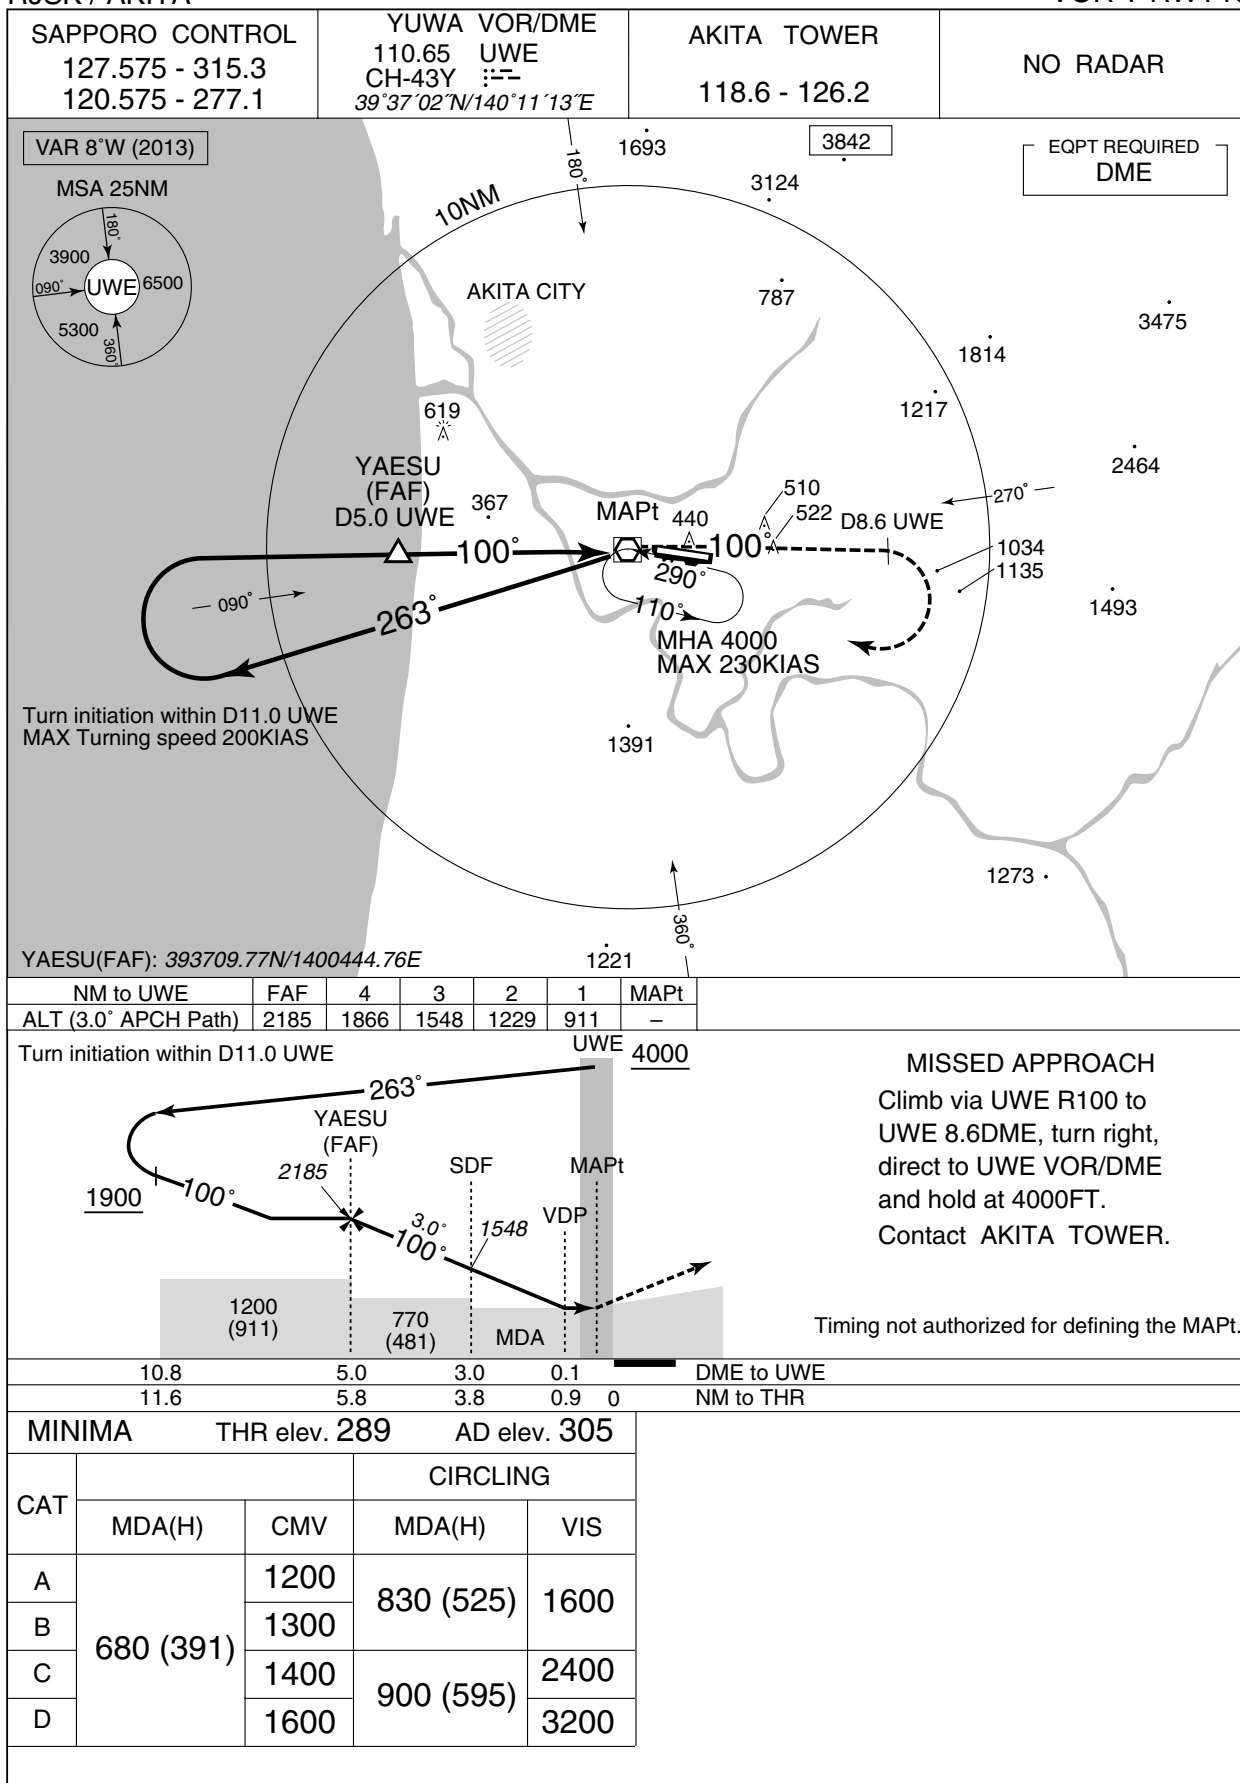 RJSK / AKITA
SAPPORO CONTROL
127.575 - 315.3
120.575 - 277.1
YUWA VOR/DME
110.65 UWE
CH-43Y
39°37´02˝N/140°11´13˝E
AKITA TOWER
118.6 - 126.2
NO RADAR
VAR 8°W (2013)
MSA 25NM
180°
3900
090°
UWE
6500
5300
360°
180°
1693
3842
EQPT REQUIRED
DME
3124
10NM
AKITA CITY
787
3475
1814
1217
619
2464
YAESU
(FAF)
D5.0 UWE
367
MAPt
440
510
522
270°
D8.6 UWE
100°
100°
1034
1135
290°
090°
263°
110°
1493
MHA 4000
MAX 230KIAS
Turn initiation within D11.0 UWE
MAX Turning speed 200KIAS
1391
1273
360°
YAESU(FAF): 393709.77N/1400444.76E
1221
NM to UWE FAF 4 3 2 1 MAPt
ALT (3.0° APCH Path) 2185 1866 1548 1229 911 –
Turn initiation within D11.0 UWE
UWE
4000
263°
YAESU
(FAF)
2185
SDF
MAPt
1900
100°
3.0°
100°
1548
VDP
1200
(911)
770
(481)
MDA
MISSED APPROACH
Climb via UWE R100 to
UWE 8.6DME, turn right,
direct to UWE VOR/DME
and hold at 4000FT.
Contact AKITA TOWER.
Timing not authorized for defining the MAPt.
10.8 5.0 3.0 0.1 DME to UWE
11.6 5.8 3.8 0.9 0 NM to THR
MINIMA THR elev. 289 AD elev. 305
CAT
CIRCLING
MDA(H) CMV MDA(H) VIS
A 1200
830 (525) 1600
B 1300
680 (391)
C 1400 2400
900 (595)
D 1600 3200